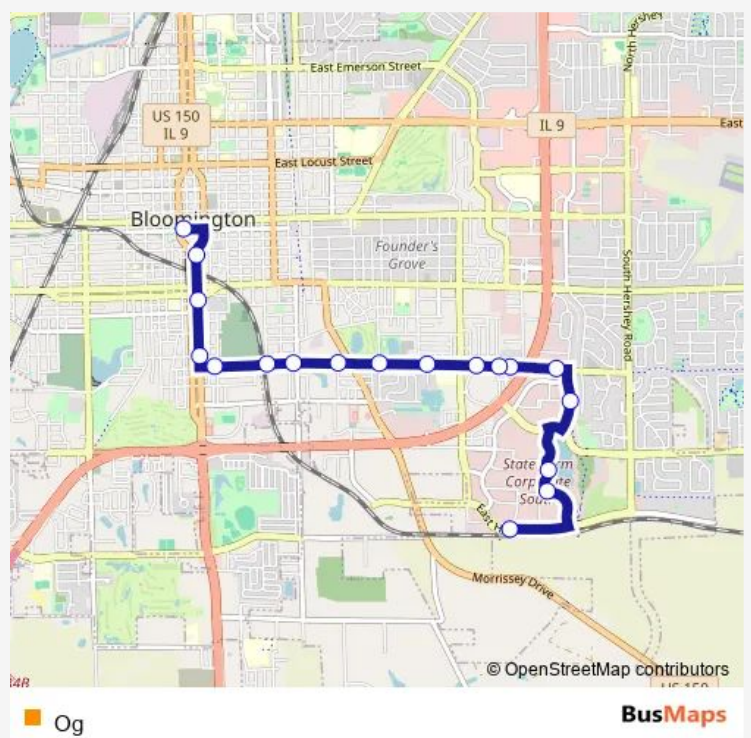 North Hershey
East Emerson Street
US 150
IL 9
IL 9
East
East Locust Street
Bloomington
Founder's
Grove
South Hershey Road
State Farm
Corporate
South
East H
Morrissey Drive
© OpenStreetMap contributors
US 150
Og
BusMaps